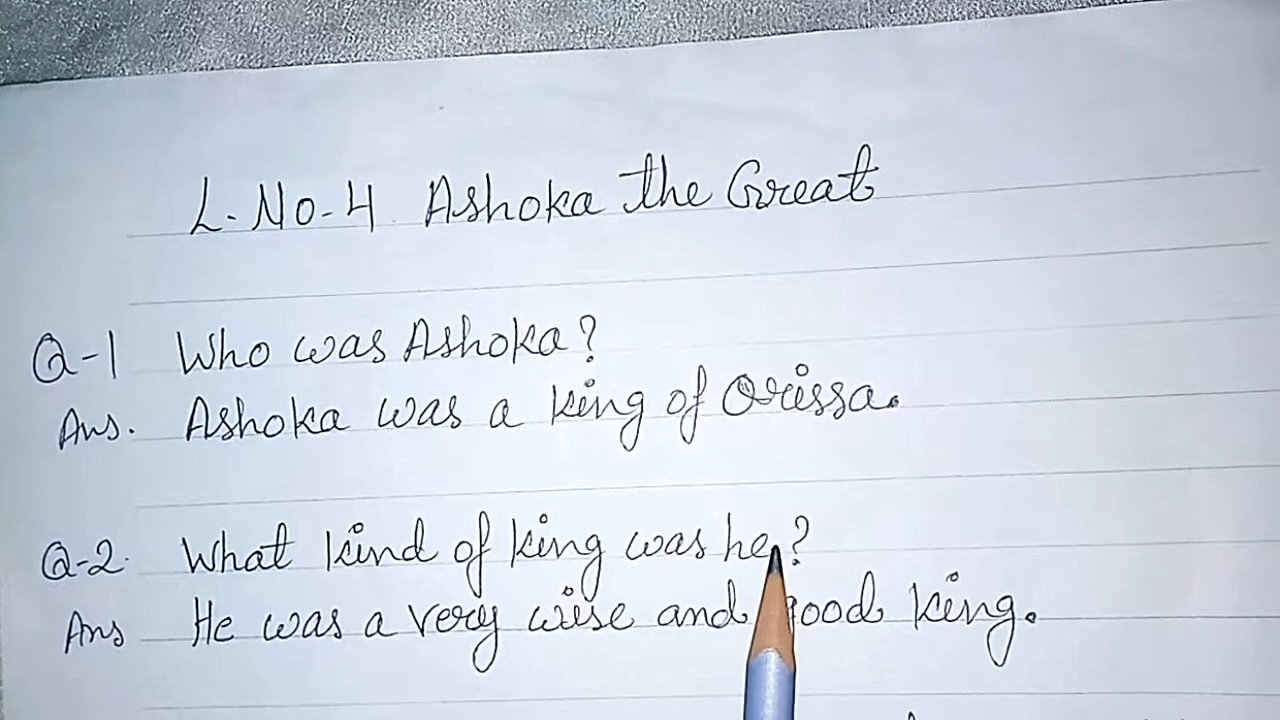 L. No. 4 Ashoka the Great
Q-1 Who was Ashoka?
Ans. Ashoka was a king of Orissa.
Q-2. What kind of king was he?
Ans He was a very wise and good king.